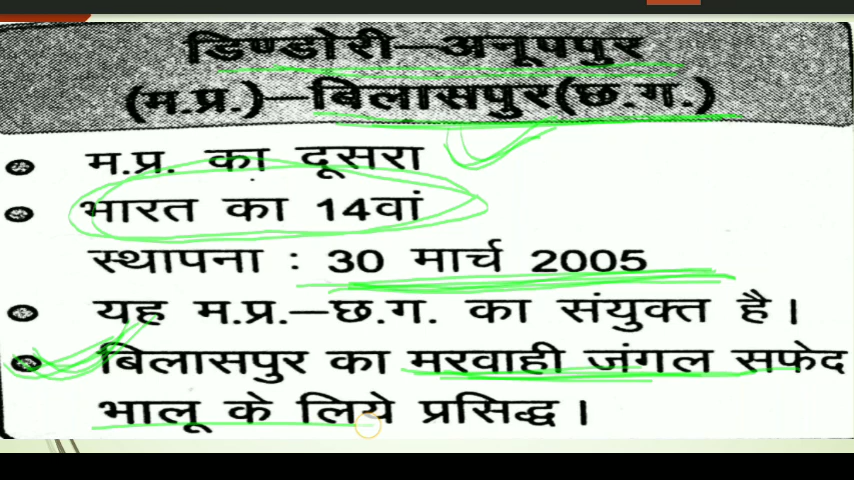 डिण्डोरी–अनूपपुर
(म.प्र.)–बिलासपुर(छ.ग.)
म.प्र. का दूसरा
भारत का 14वां
स्थापना : 30 मार्च 2005
यह म.प्र.–छ.ग. का संयुक्त है।
बिलासपुर का मरवाही जंगल सफेद
भालू के लिये प्रसिद्ध।